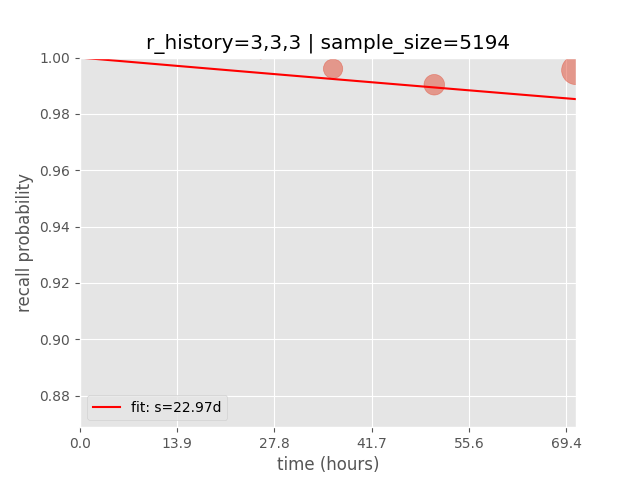 r_history=3,3,3 | sample_size=5194
recall probability
1.00
0.98
0.96
0.94
0.92
0.90
0.88
fit: s=22.97d
0.0 13.9 27.8 41.7 55.6 69.4
time (hours)